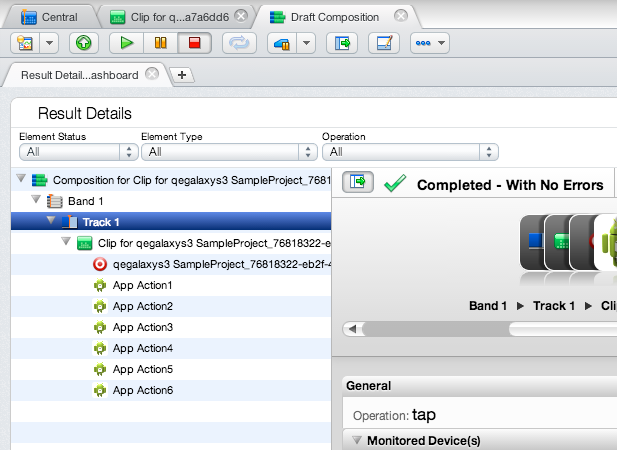 Central
Clip for q...a7a6dd6
Draft Composition
Result Detail...ashboard
Result Details
Element Status
Element Type
Operation
All
All
All
Composition for Clip for qegalaxys3 SampleProject_7681
Band 1
Track 1
Clip for qegalaxys3 SampleProject_76818322-e
qegalaxys3 SampleProject_76818322-eb2f-4
App Action1
App Action2
App Action3
App Action4
App Action5
App Action6
Completed - With No Errors
Band 1 ▶ Track 1 ▶ Cli
General
Operation: tap
Monitored Device(s)